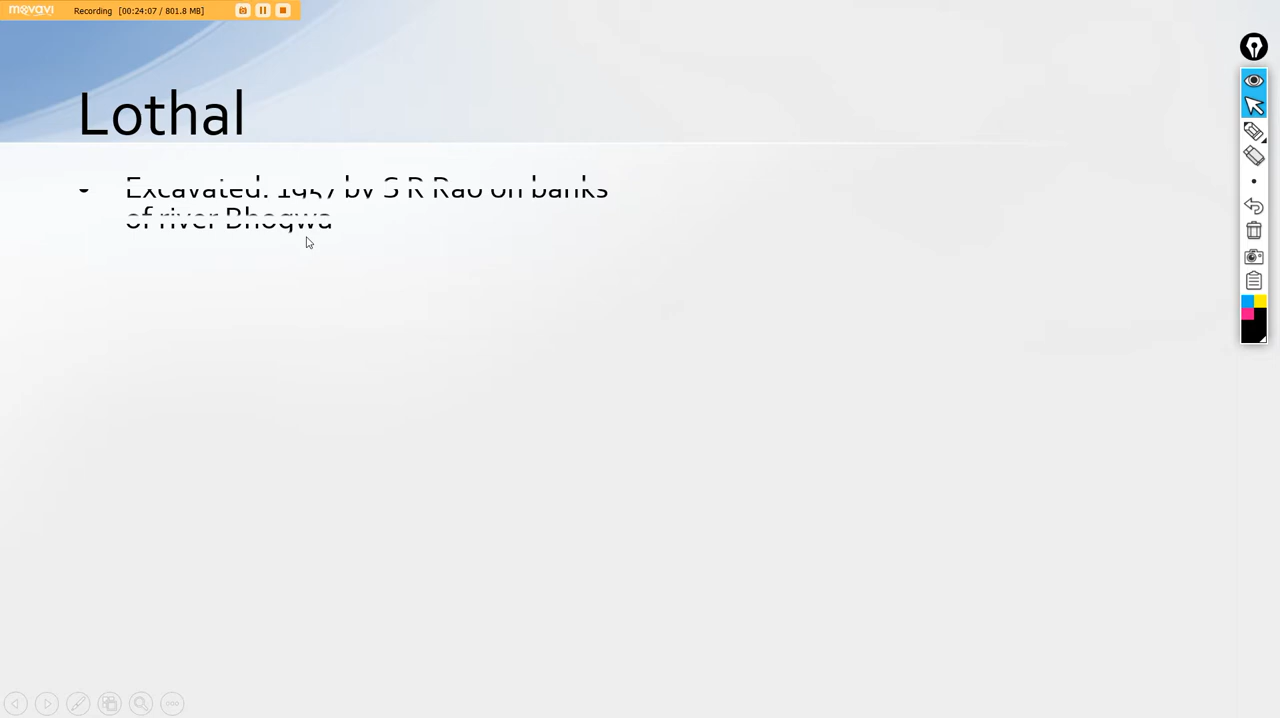 movavi
Recording [00:24:07 / 801.8 MB]
Lothal
• Excavated: 1957 by S R Rao on banks
of river Bhogwa